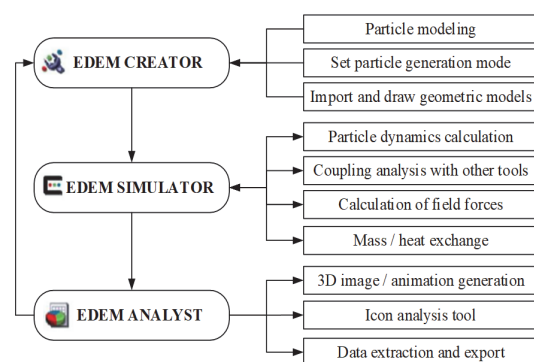 Particle modeling
EDEM CREATOR
Set particle generation mode
Import and draw geometric models
Particle dynamics calculation
Coupling analysis with other tools
EDEM SIMULATOR
Calculation of field forces
Mass / heat exchange
3D image / animation generation
EDEM ANALYST
Icon analysis tool
Data extraction and export